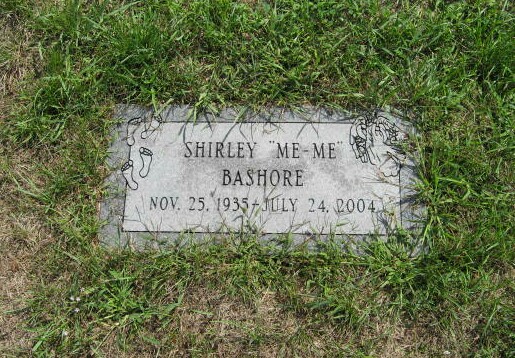 SHIRLEY "ME-ME"
BASHORE
NOV. 25, 1935-JULY 24, 2004